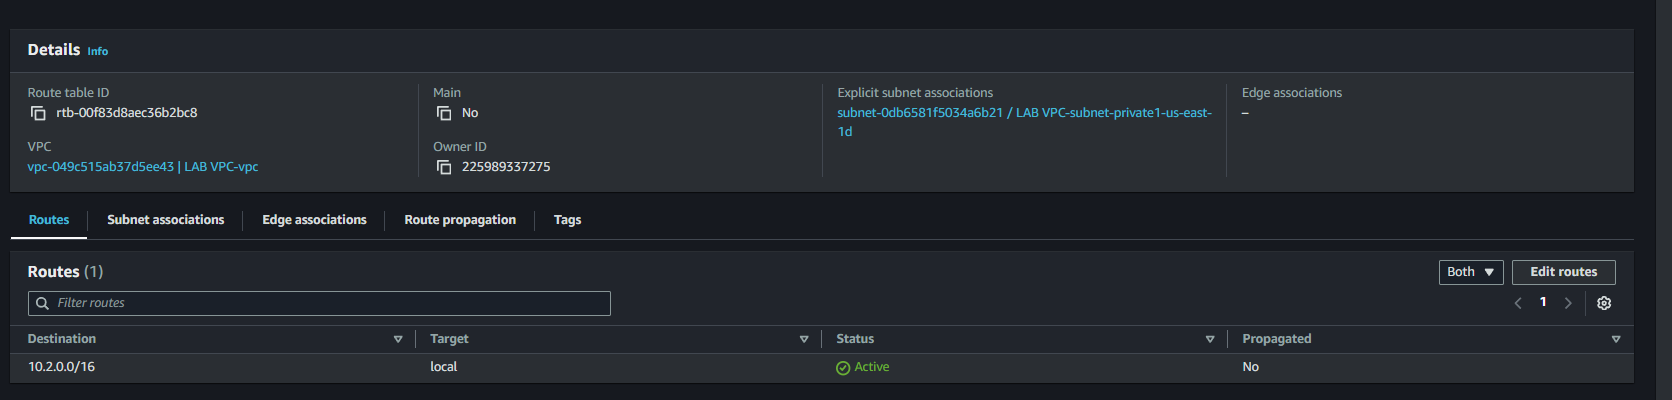 Details Info
Route table ID
rtb-00f83d8aec36b2bc8
Main
No
Explicit subnet associations
subnet-0db6581f5034a6b21 / LAB VPC-subnet-private1-us-east-
1d
Edge associations
–
VPC
vpc-049c515ab37d5ee43 | LAB VPC-vpc
Owner ID
225989337275
Routes Subnet associations Edge associations Route propagation Tags
Routes (1)
Both Edit routes
Filter routes
1
Destination Target Status Propagated
10.2.0.0/16 local Active No